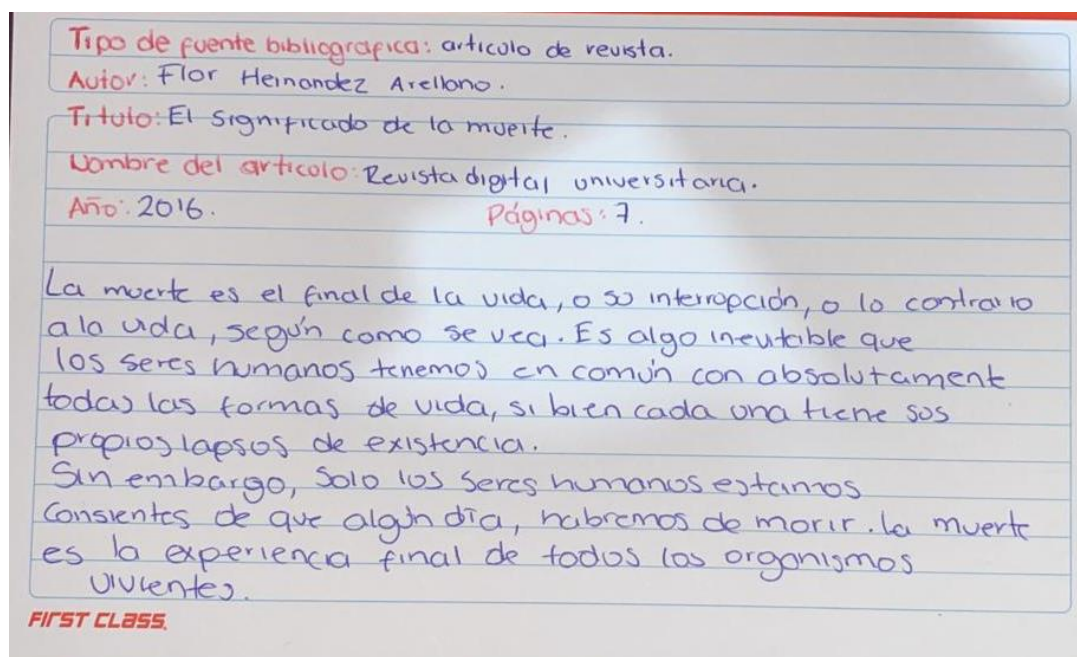 Tipo de fuente bibliografica: articulo de revista.
Autor: Flor Hernandez Arellano.
Titulo: El significado de la muerte.
Nombre del articulo: Revista digital universitaria.
Año: 2016. Páginas: 7.
La muerte es el final de la vida, o su interrupción, o lo contrario
a la vida, según como se vea. Es algo inevitable que
los seres humanos tenemos en común con absolutament
todas las formas de vida, si bien cada una tiene sus
propios lapsos de existencia.
Sin embargo, Solo los seres humanos estamos
Consientes de que algún día, habremos de morir. la muerte
es la experiencia final de todos los organismos
vivientes.
FIRST CLASS.